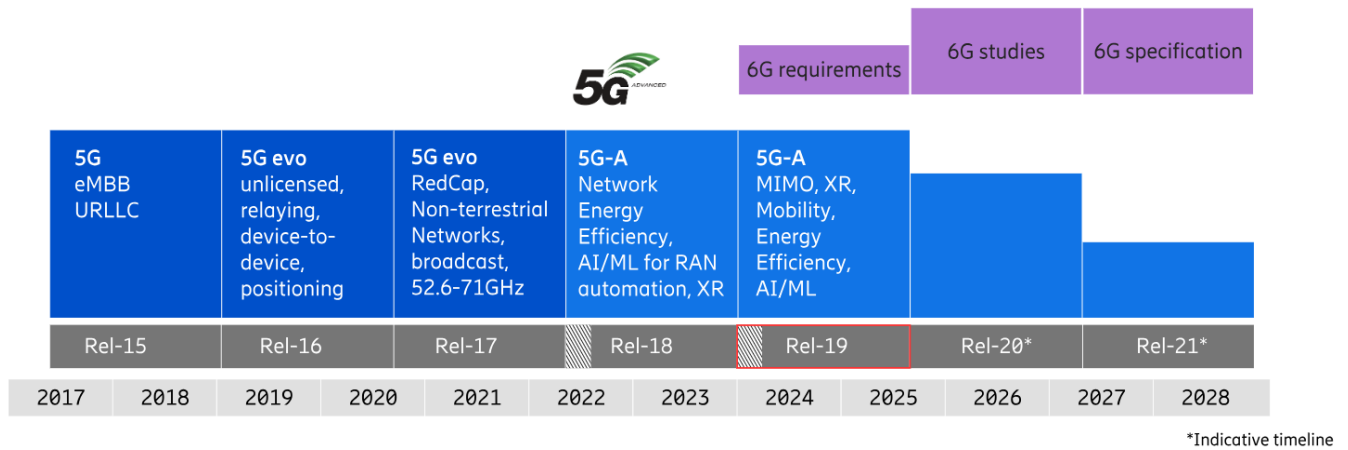 6G requirements
6G studies
6G specification
5G
ADVANCED
5G
eMBB
URLLC
5G evo
unlicensed,
relaying,
device-to-
device,
positioning
5G evo
RedCap,
Non-terrestrial
Networks,
broadcast,
52.6-71GHz
5G-A
Network
Energy
Efficiency,
AI/ML for RAN
automation, XR
5G-A
MIMO, XR,
Mobility,
Energy
Efficiency,
AI/ML
Rel-15 Rel-16 Rel-17 Rel-18 Rel-19 Rel-20* Rel-21*
2017 2018 2019 2020 2021 2022 2023 2024 2025 2026 2027 2028
*Indicative timeline